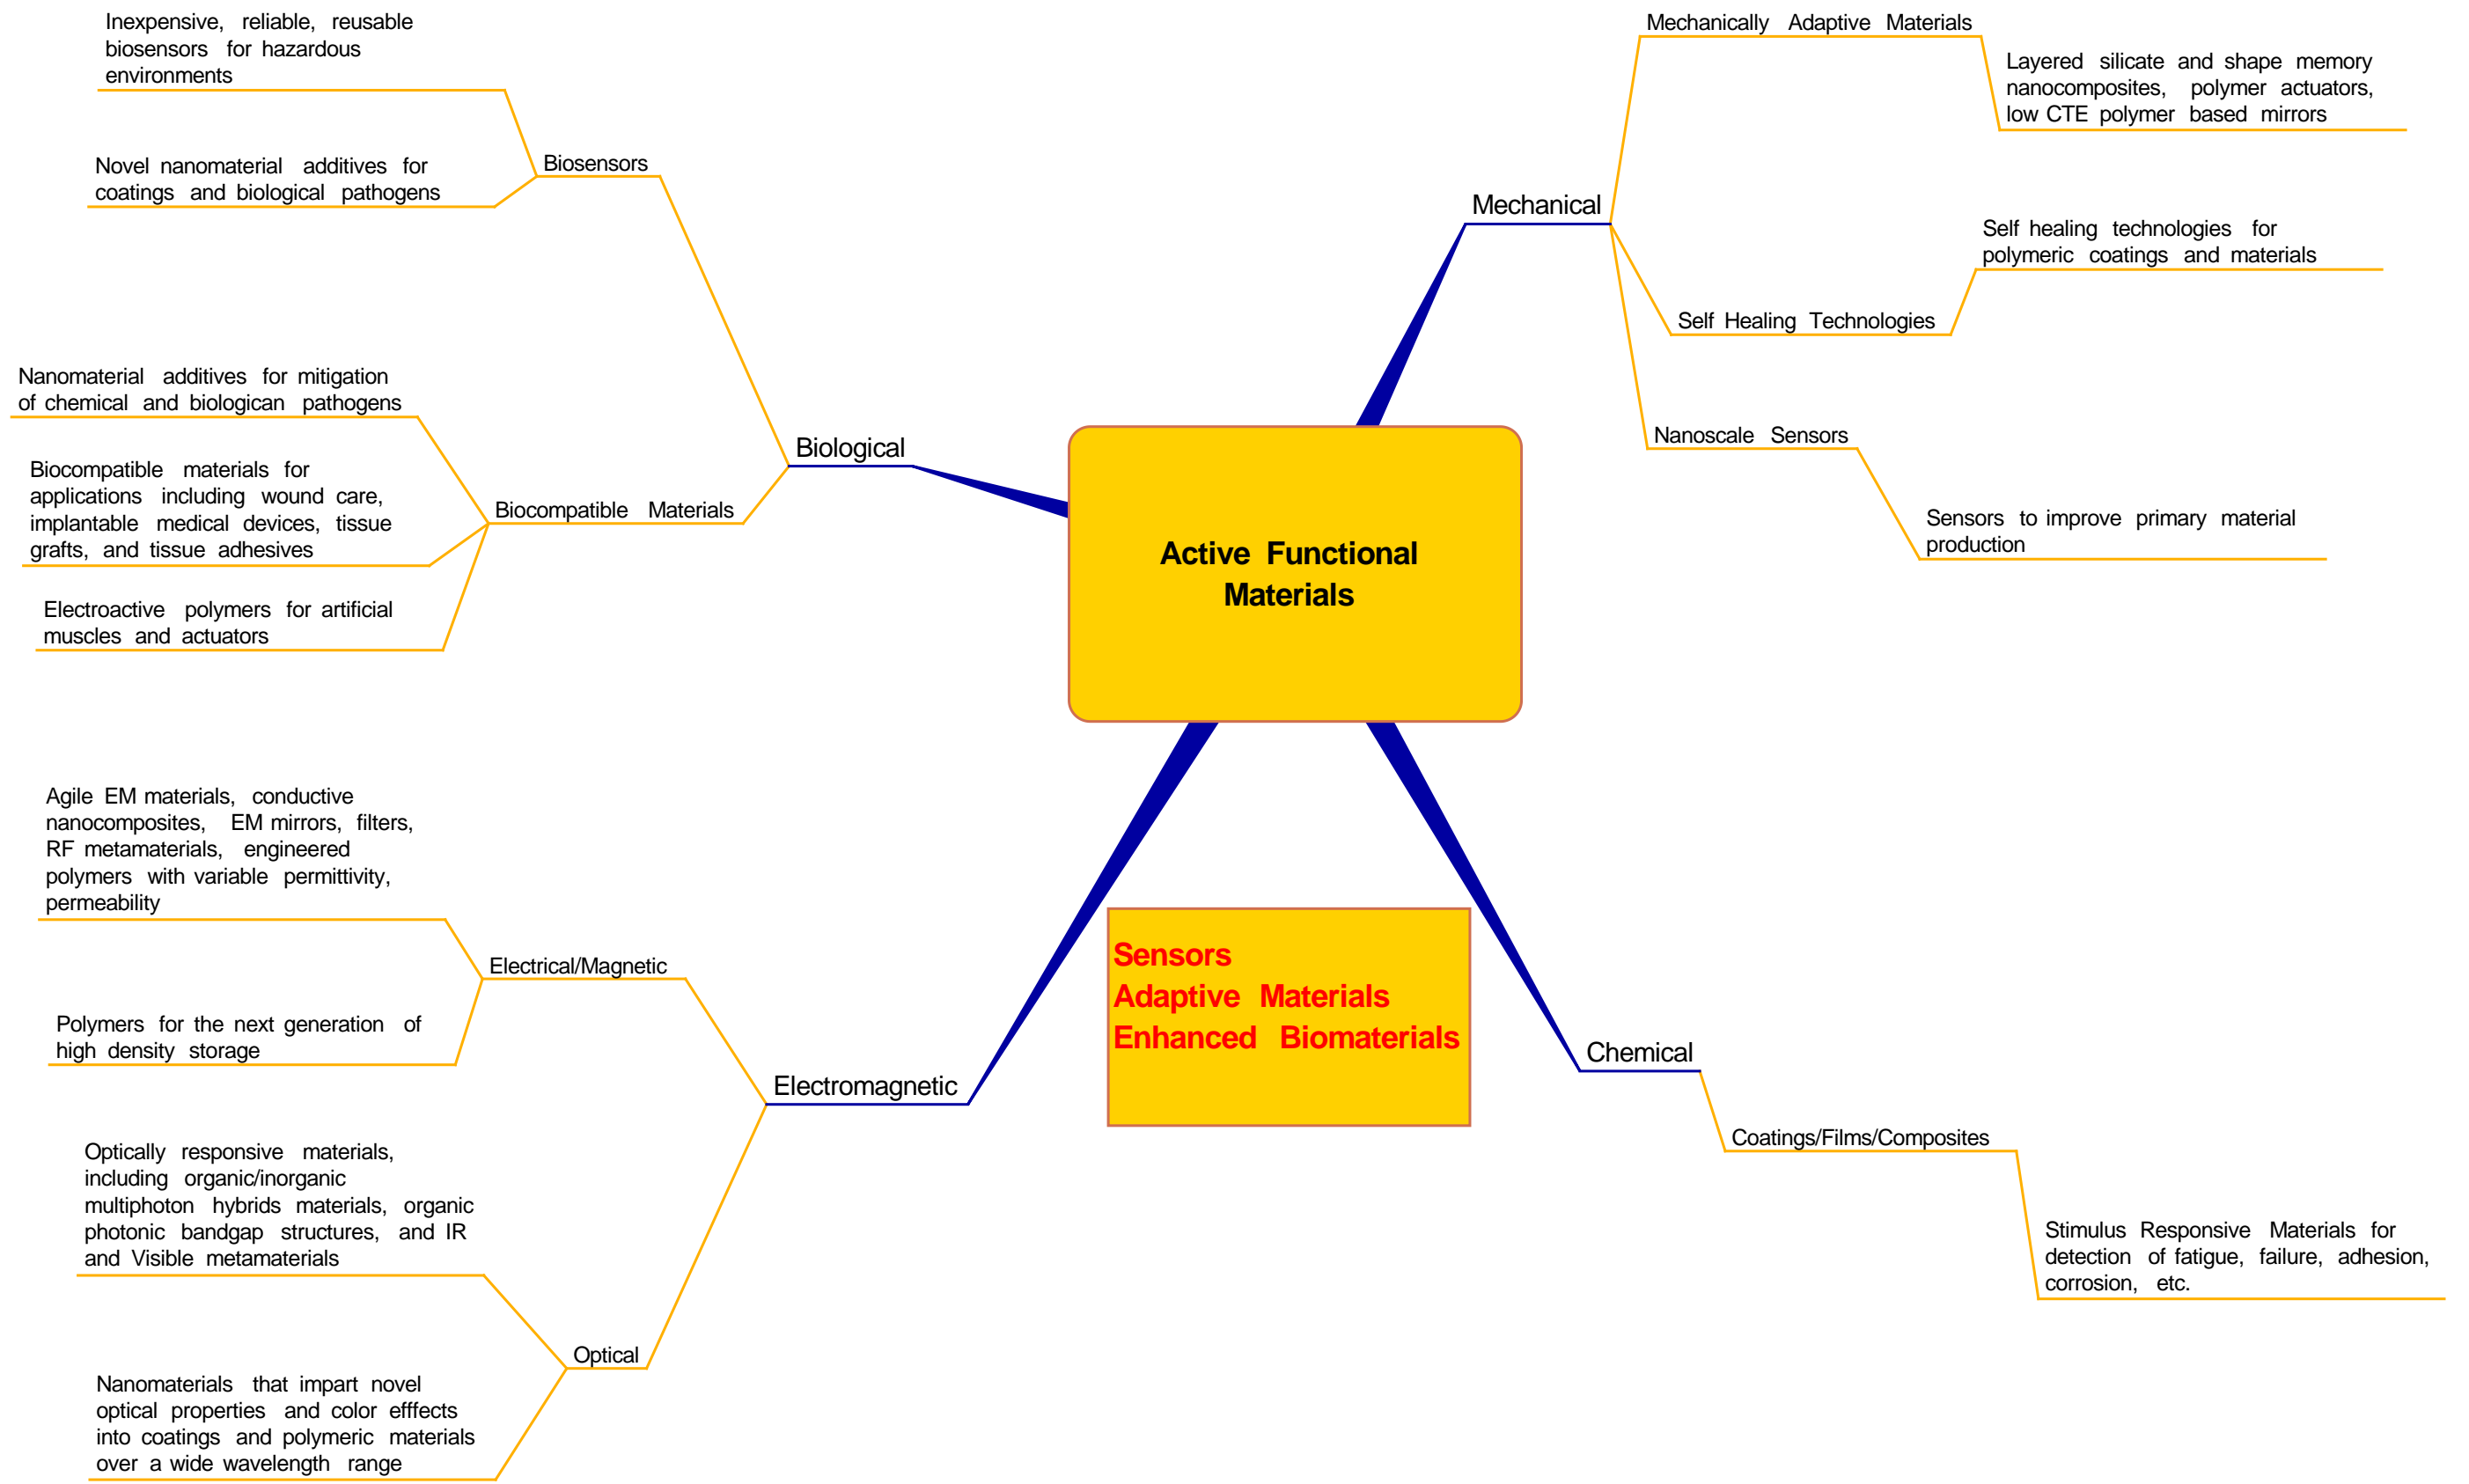 Inexpensive, reliable, reusable
biosensors for hazardous
environments
Novel nanomaterial additives for
coatings and biological pathogens
Biosensors
Nanomaterial additives for mitigation
of chemical and biologican pathogens
Biocompatible materials for
applications including wound care,
implantable medical devices, tissue
grafts, and tissue adhesives
Electroactive polymers for artificial
muscles and actuators
Biocompatible Materials
Biological
Mechanically Adaptive Materials
Layered silicate and shape memory
nanocomposites, polymer actuators,
low CTE polymer based mirrors
Mechanical
Self healing technologies for
polymeric coatings and materials
Self Healing Technologies
Nanoscale Sensors
Sensors to improve primary material
production
Active Functional
Materials
Agile EM materials, conductive
nanocomposites, EM mirrors, filters,
RF metamaterials, engineered
polymers with variable permittivity,
permeability
Electrical/Magnetic
Polymers for the next generation of
high density storage
Electromagnetic
Optically responsive materials,
including organic/inorganic
multiphoton hybrids materials, organic
photonic bandgap structures, and IR
and Visible metamaterials
Optical
Nanomaterials that impart novel
optical properties and color efffects
into coatings and polymeric materials
over a wide wavelength range
Sensors
Adaptive Materials
Enhanced Biomaterials
Chemical
Coatings/Films/Composites
Stimulus Responsive Materials for
detection of fatigue, failure, adhesion,
corrosion, etc.